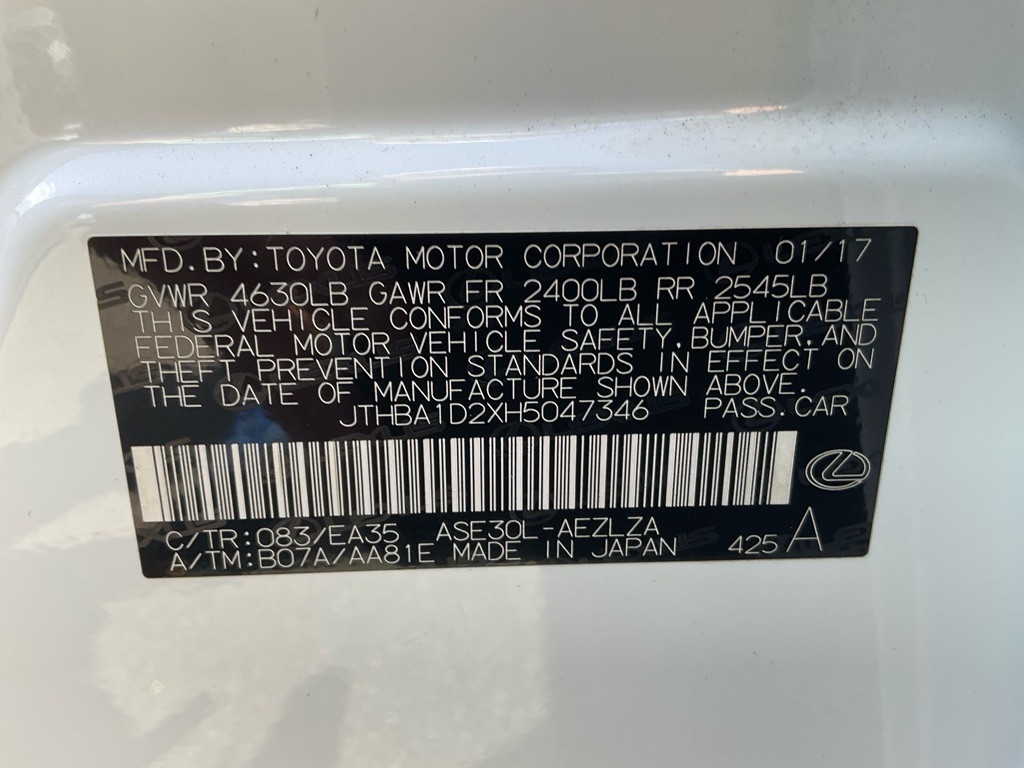 MFD.BY:TOYOTA MOTOR CORPORATION 01/17
GVWR 4630LB GAWR FR 2400LB RR 2545LB
THIS VEHICLE CONFORMS TO ALL APPLICABLE
FEDERAL MOTOR VEHICLE SAFETY,BUMPER,AND
THEFT PREVENTION STANDARDS IN EFFECT ON
THE DATE OF MANUFACTURE SHOWN ABOVE.
JTHBA1D2XH5047346 PASS.CAR
C/TR:083/EA35 ASE30L-AEZLZA
A/TM:B07A/AA81E MADE IN JAPAN 425 A